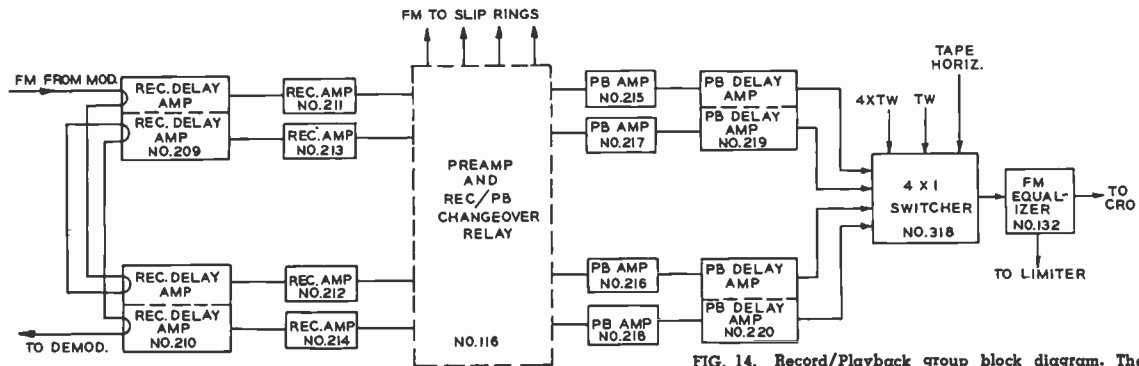 FM TO SLIP RINGS
FM FROM MOD.
REC. DELAY
AMP
REC. DELAY
AMP
NO.209
REC. AMP
NO.211
REC. AMP
NO.213
PREAMP
AND
REC/PB
CHANGEOVER
RELAY
NO.116
PB AMP
NO.215
PB AMP
NO.217
PB DELAY
AMP
PB DELAY
AMP
NO.219
TAPE
HORIZ.
4XTW
TW
4 X 1
SWITCHER
NO.318
FM
EQUAL-
IZER
NO.132
TO
CRO
TO LIMITER
REC. DELAY
AMP
REC. DELAY
AMP
NO.210
TO DEMOD.
REC. AMP
NO.212
REC. AMP
NO.214
PB AMP
NO.216
PB AMP
NO.218
PB DELAY
AMP
PB DELAY
AMP
NO.220
FIG. 14. Record/Playback group block diagram. The